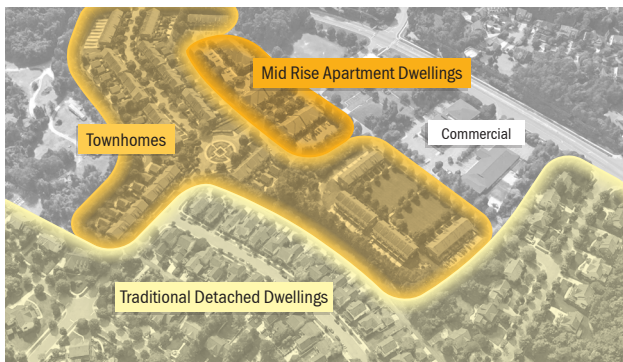 Mid Rise Apartment Dwellings
Commercial
Townhomes
Traditional Detached Dwellings